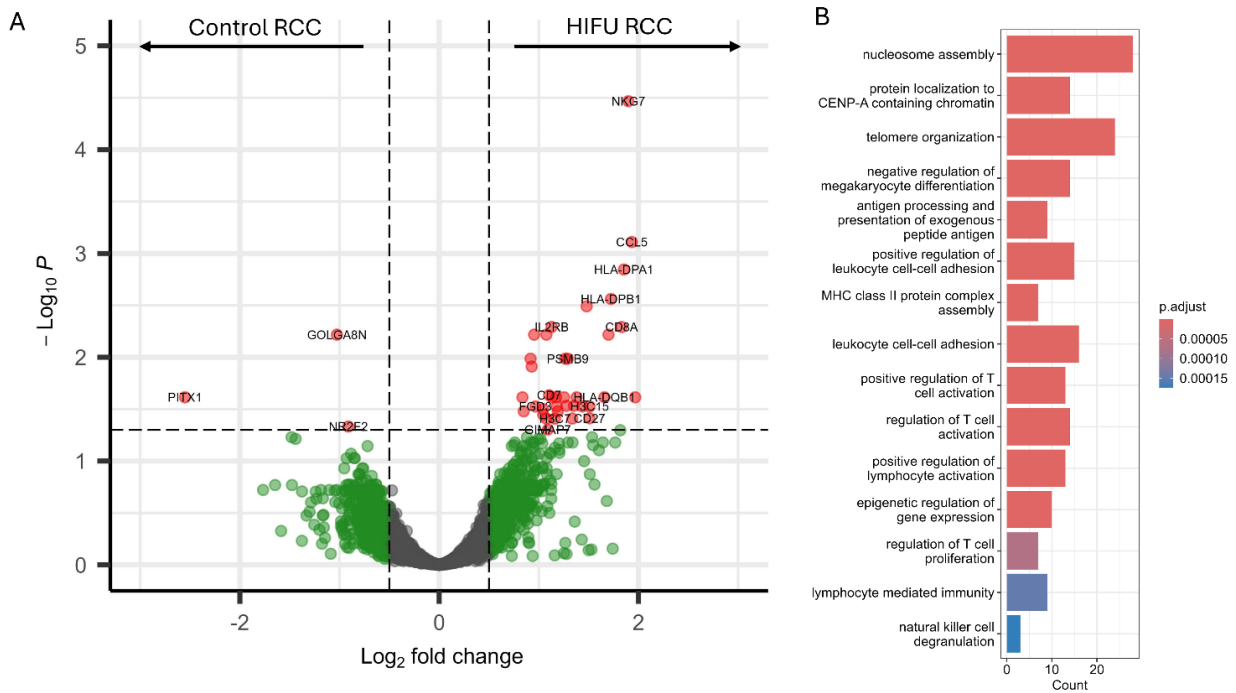 A
Control RCC
HIFU RCC
5
4
3
2
1
0
– Log10 P
NKG7
CCL5
HLA-DPA1
HLA-DPB1
IL2RB
CD8A
GOLGA8N
PSMB9
PITX1
CD7
HLA-DQB1
FGD3
H3C15
H3C7
CD27
NR2F2
GIMAP7
-2
0
2
Log2 fold change
B
nucleosome assembly
protein localization to
CENP-A containing chromatin
telomere organization
negative regulation of
megakaryocyte differentiation
antigen processing and
presentation of exogenous
peptide antigen
positive regulation of
leukocyte cell-cell adhesion
MHC class II protein complex
assembly
leukocyte cell-cell adhesion
positive regulation of T
cell activation
regulation of T cell
activation
positive regulation of
lymphocyte activation
epigenetic regulation of
gene expression
regulation of T cell
proliferation
lymphocyte mediated immunity
natural killer cell
degranulation
0
10
20
Count
p.adjust
0.00005
0.00010
0.00015